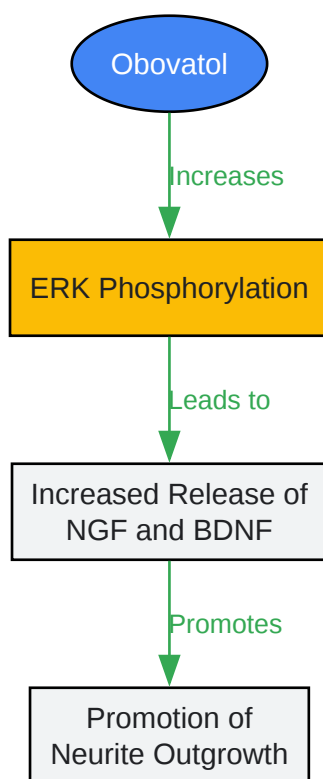 Obovatol
Increases
ERK Phosphorylation
Leads to
Increased Release of
NGF and BDNF
Promotes
Promotion of
Neurite Outgrowth